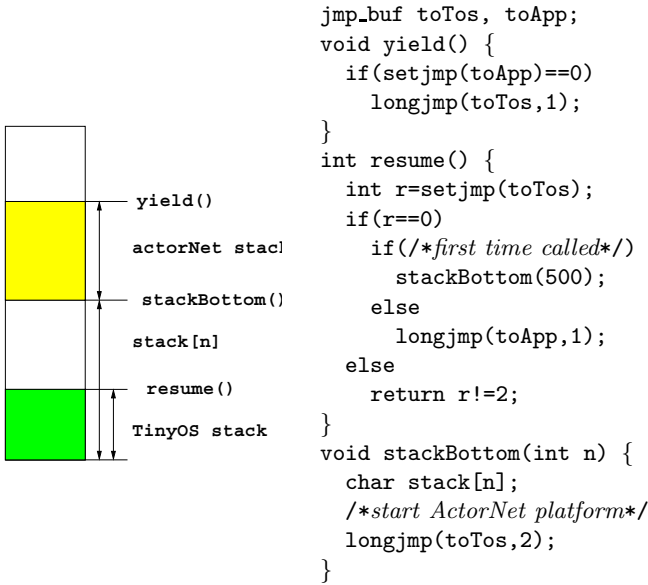 yield()
actorNet stac
stackBottom()
stack[n]
resume()
TinyOS stack
jmp_buf toTos, toApp;
void yield() {
if(setjmp(toApp)==0)
longjmp(toTos,1);
}
int resume() {
int r=setjmp(toTos);
if(r==0)
if(/*first time called*/)
stackBottom(500);
else
longjmp(toApp,1);
else
return r!=2;
}
void stackBottom(int n) {
char stack[n];
/*start ActorNet platform*/
longjmp(toTos,2);
}